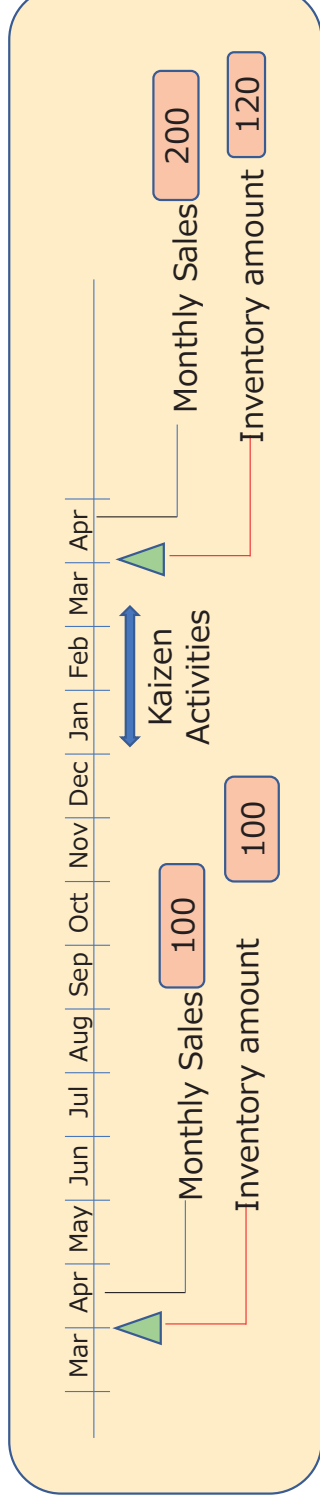 Mar Apr May Jun Jul Aug Sep Oct Nov Dec Jan Feb Mar Apr
Monthly Sales 100
Inventory amount 100
Kaizen
Activities
Monthly Sales 200
Inventory amount 120